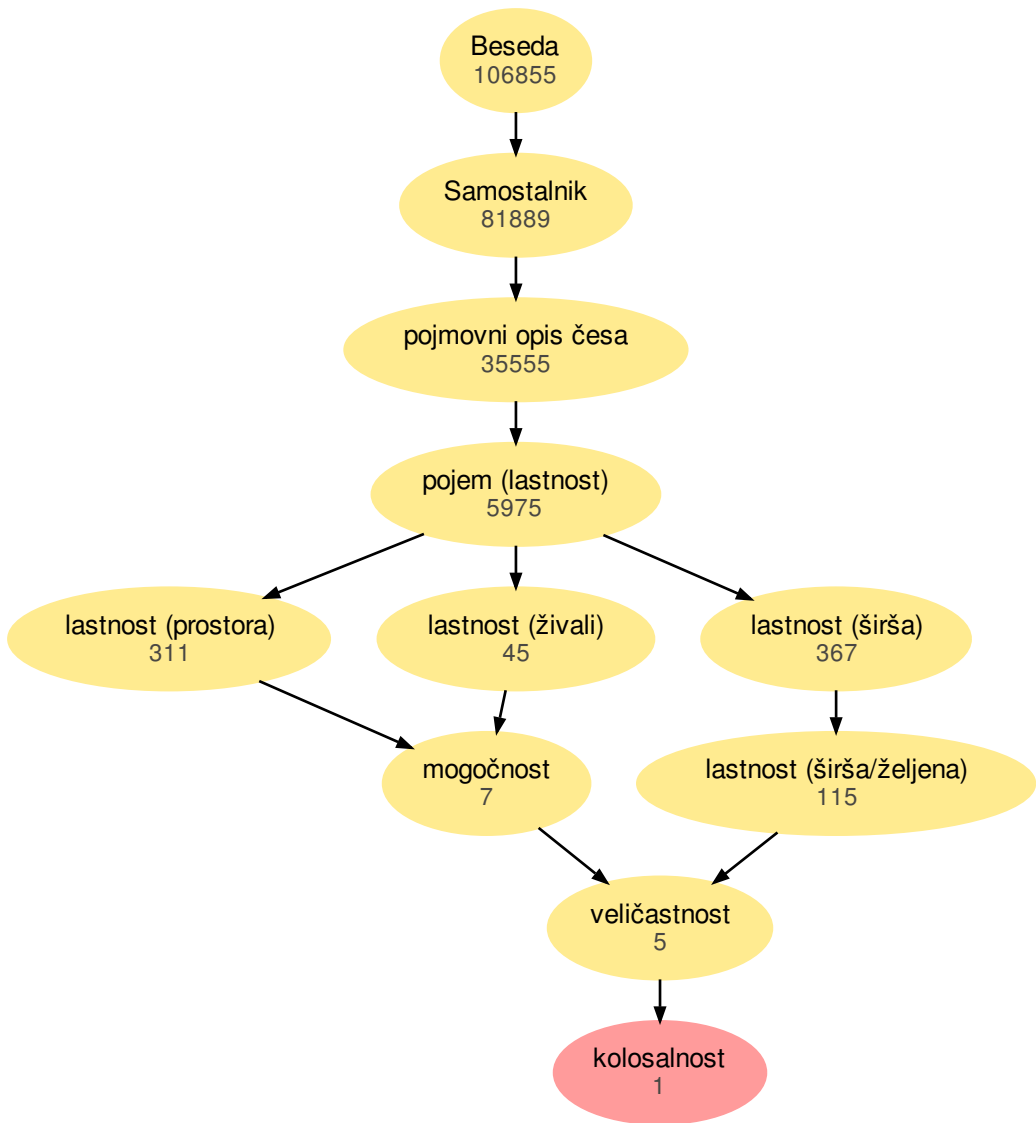 Beseda
106855
Samostalnik
81889
pojmovni opis česa
35555
pojem (lastnost)
5975
lastnost (prostora)
311
lastnost (živali)
45
lastnost (širša)
367
mogočnost
7
lastnost (širša/željena)
115
veličastnost
5
kolosalnost
1